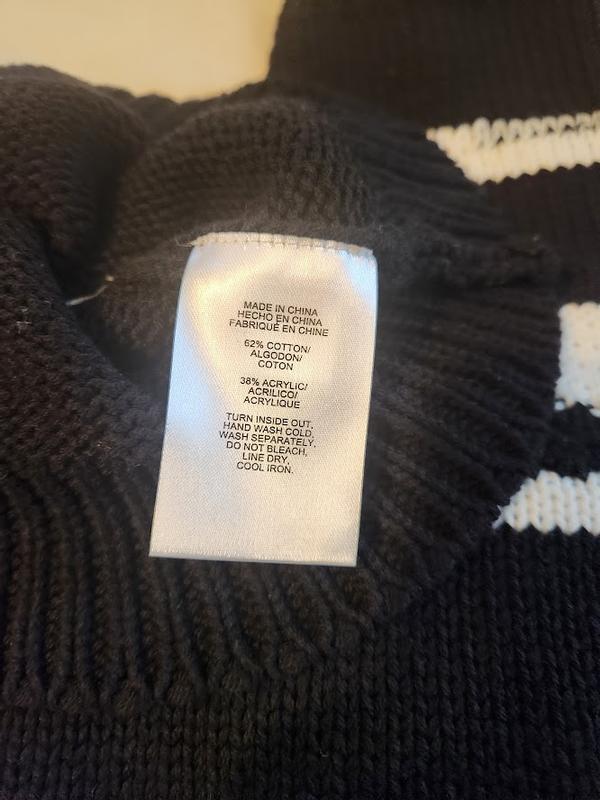 MADE IN CHINA
HECHO EN CHINA
FABRIQUÉ EN CHINE
62% COTTON/
ALGODON/
COTON
38% ACRYLIC/
ACRILICO/
ACRYLIQUE
TURN INSIDE OUT,
HAND WASH COLD,
WASH SEPARATELY,
DO NOT BLEACH,
LINE DRY,
COOL IRON.